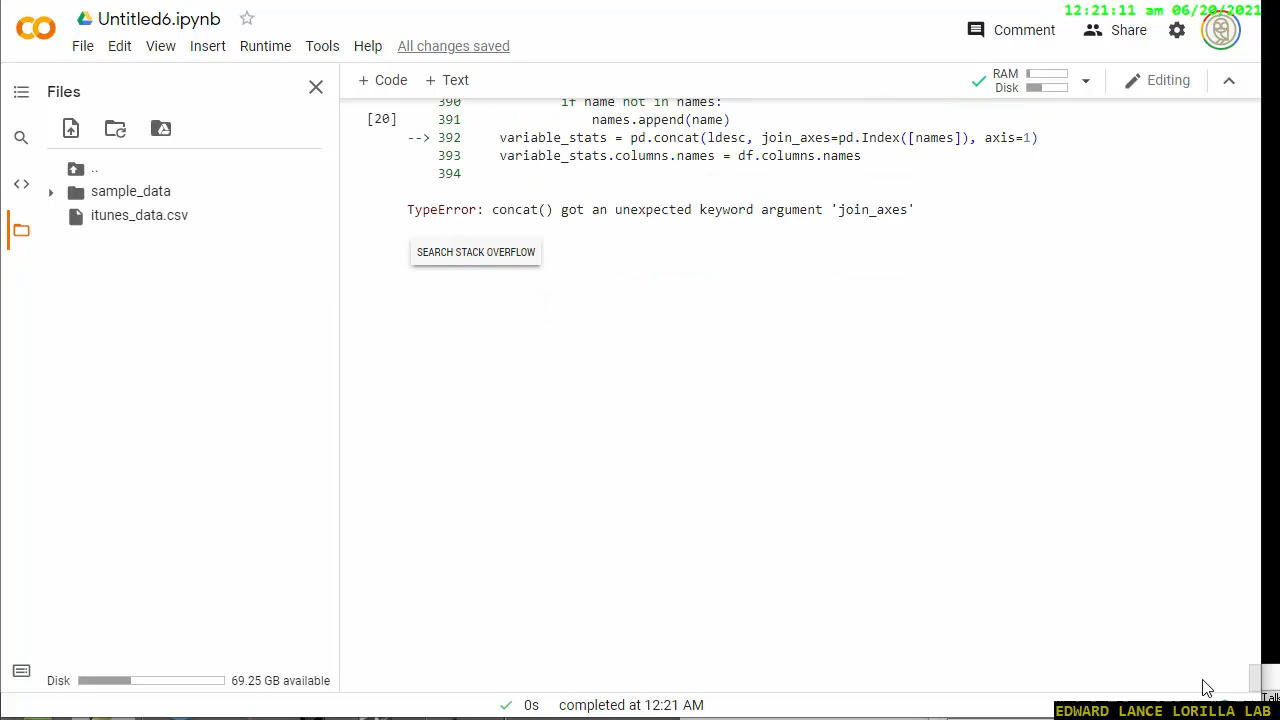 12:21:11 am 06/20/2021
Untitled6.ipynb
File Edit View Insert Runtime Tools Help All changes saved
Comment
Share
Files
+ Code + Text
RAM
Disk
Editing
..
sample_data
itunes_data.csv
390 if name not in names:
[20]
391 names.append(name)
--> 392 variable_stats = pd.concat(ldesc, join_axes=pd.Index([names]), axis=1)
393 variable_stats.columns.names = df.columns.names
394
TypeError: concat() got an unexpected keyword argument 'join_axes'
SEARCH STACK OVERFLOW
Disk 69.25 GB available
0s completed at 12:21 AM
EDWARD LANCE LORILLA LAB